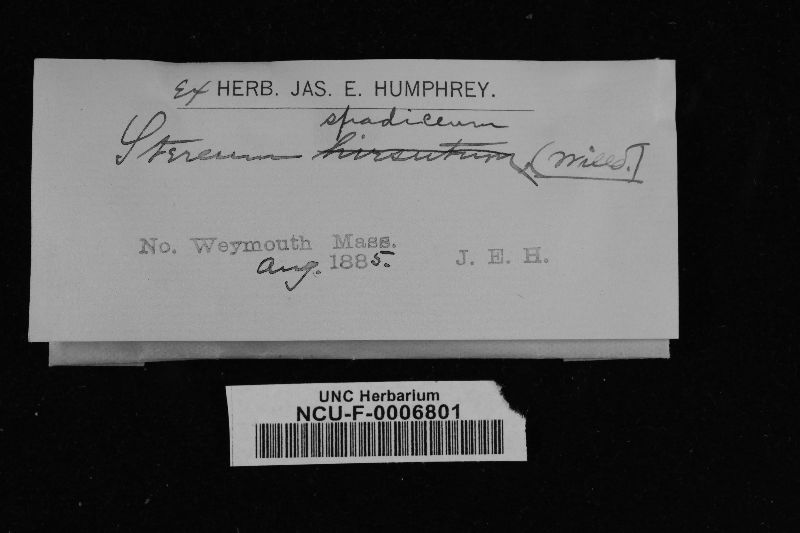 Ex HERB. JAS. E. HUMPHREY.
spadiceum
Stereum hirsutum, (Willd.)
No. Weymouth Mass.
Aug. 1885. J. E. H.
UNC Herbarium
NCU-F-0006801